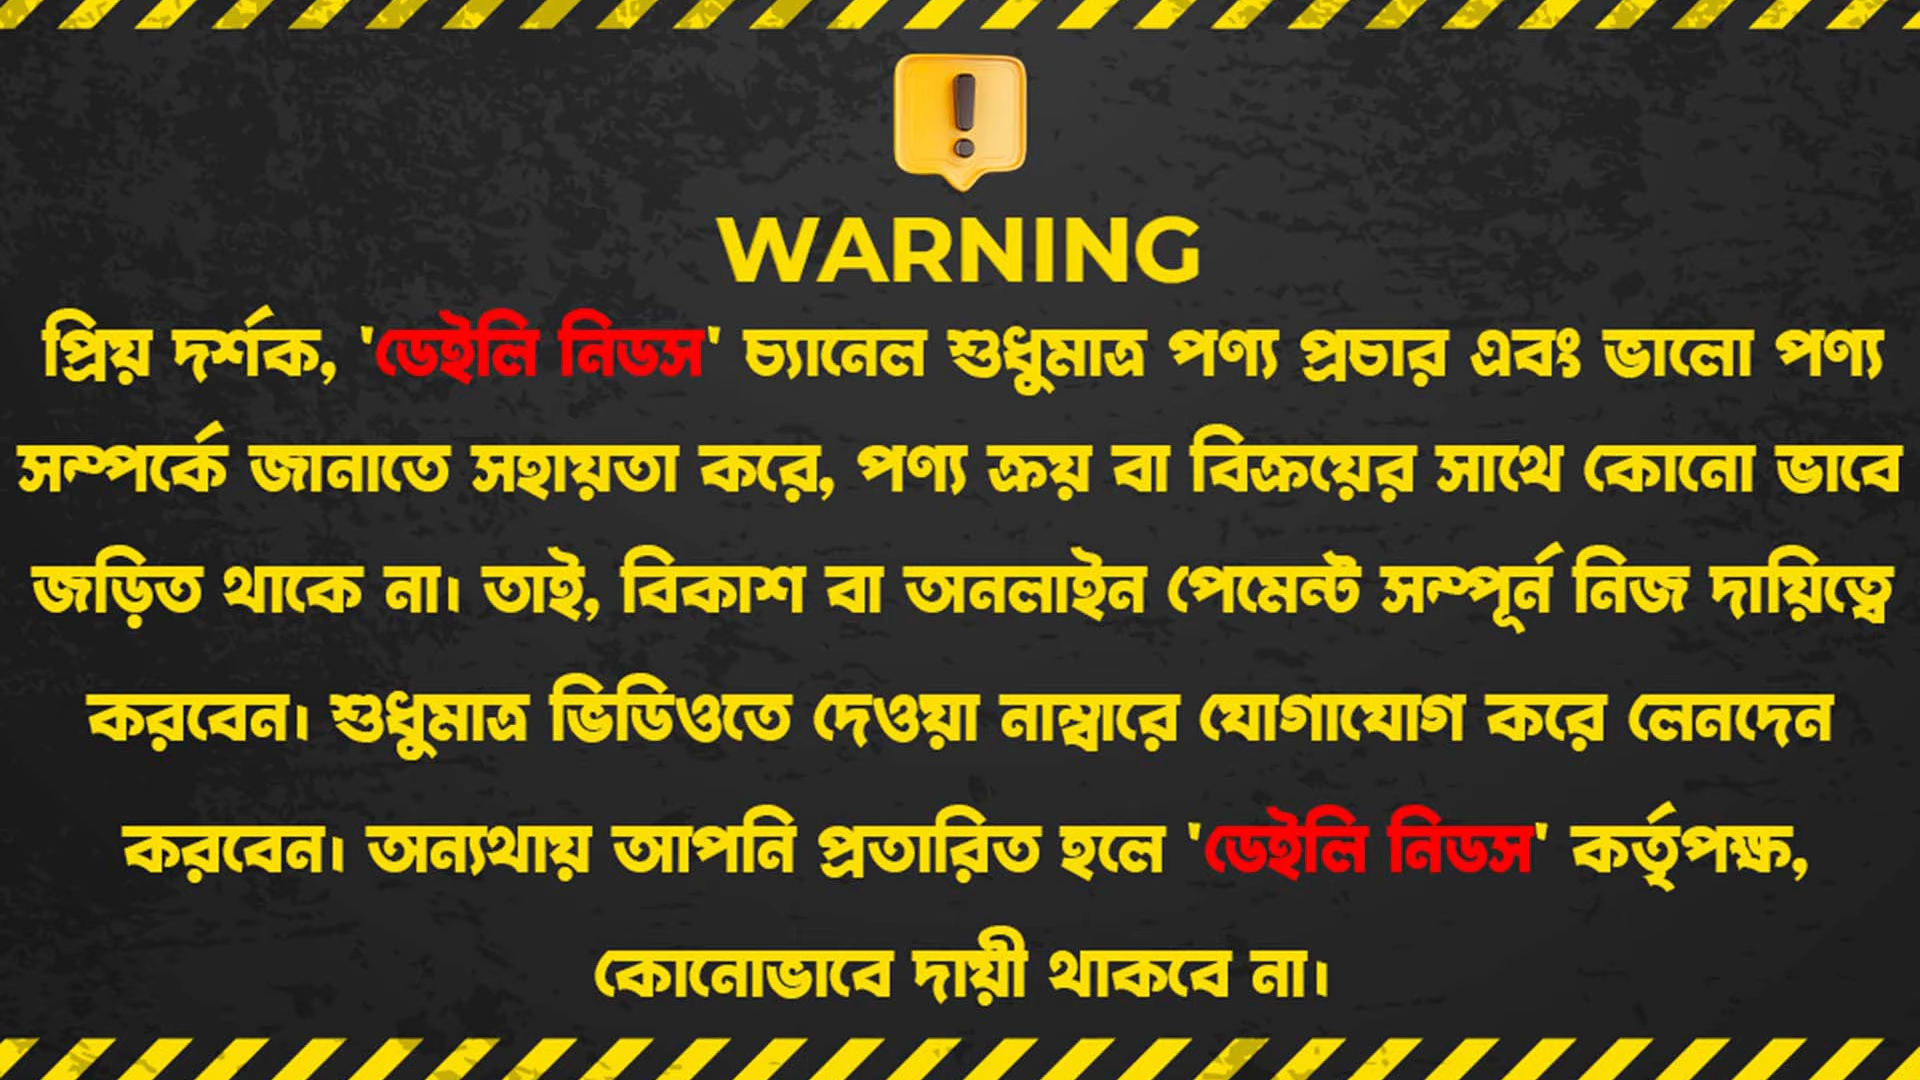 WARNING
প্রিয় দর্শক, 'ডেইলি নিডস' চ্যানেল শুধুমাত্র পণ্য প্রচার এবং ভালো পণ্য
সম্পর্কে জানাতে সহায়তা করে, পণ্য ক্রয় বা বিক্রয়ের সাথে কোনো ভাবে
জড়িত থাকে না। তাই, বিকাশ বা অনলাইন পেমেন্ট সম্পূর্ন নিজ দায়িত্বে
করবেন। শুধুমাত্র ভিডিওতে দেওয়া নাম্বারে যোগাযোগ করে লেনদেন
করবেন। অন্যথায় আপনি প্রতারিত হলে 'ডেইলি নিডস' কর্তৃপক্ষ,
কোনোভাবে দায়ী থাকবে না।